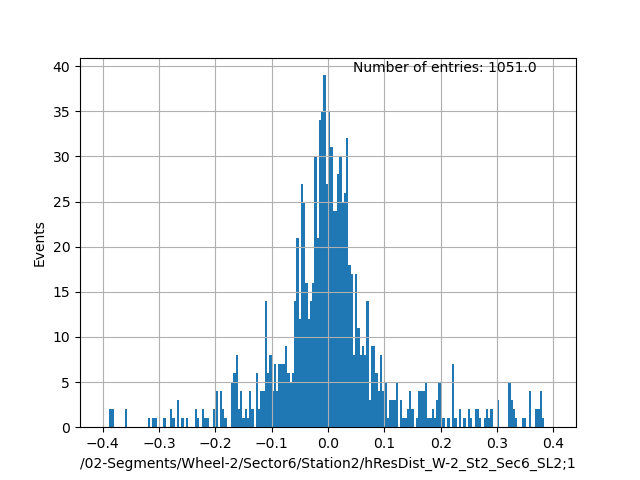 Number of entries: 1051.0
40
35
30
25
20
15
10
5
0
Events
−0.4 −0.3 −0.2 −0.1 0.0 0.1 0.2 0.3 0.4
/02-Segments/Wheel-2/Sector6/Station2/hResDist_W-2_St2_Sec6_SL2;1